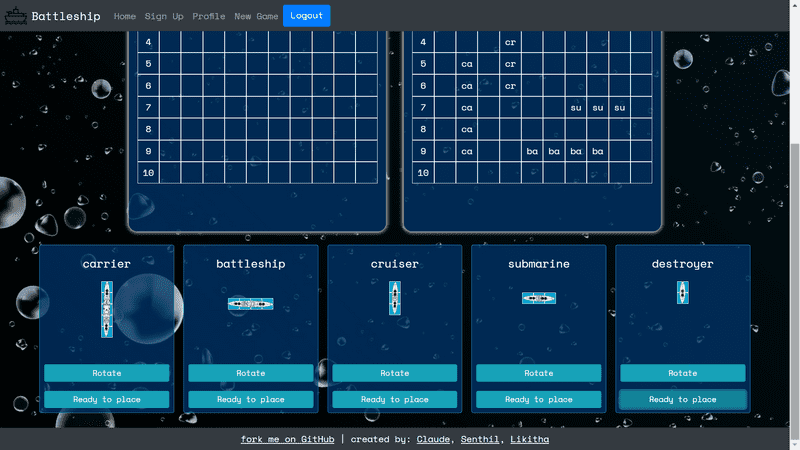 Battleship Home Sign Up Profile New Game Logout
4 4 cr
5 5 ca cr
6 6 ca cr
7 7 ca su su su
8 8 ca
9 9 ca ba ba ba ba
10 10
carrier battleship cruiser submarine destroyer
Rotate Rotate Rotate Rotate Rotate
Ready to place Ready to place Ready to place Ready to place Ready to place
fork me on GitHub | created by: Claude, Senthil, Likitha